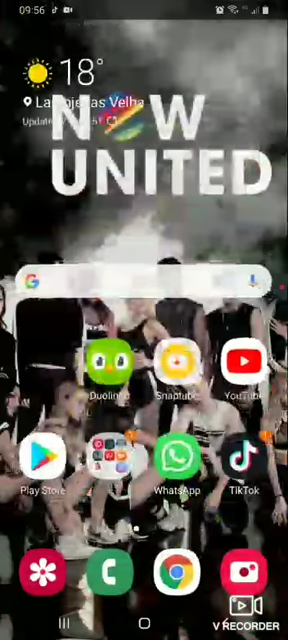 09:56
18°
NOW
UNITED
Duolingo
Snaptube
YouTube
Play Store
WhatsApp
TikTok
V RECORDER